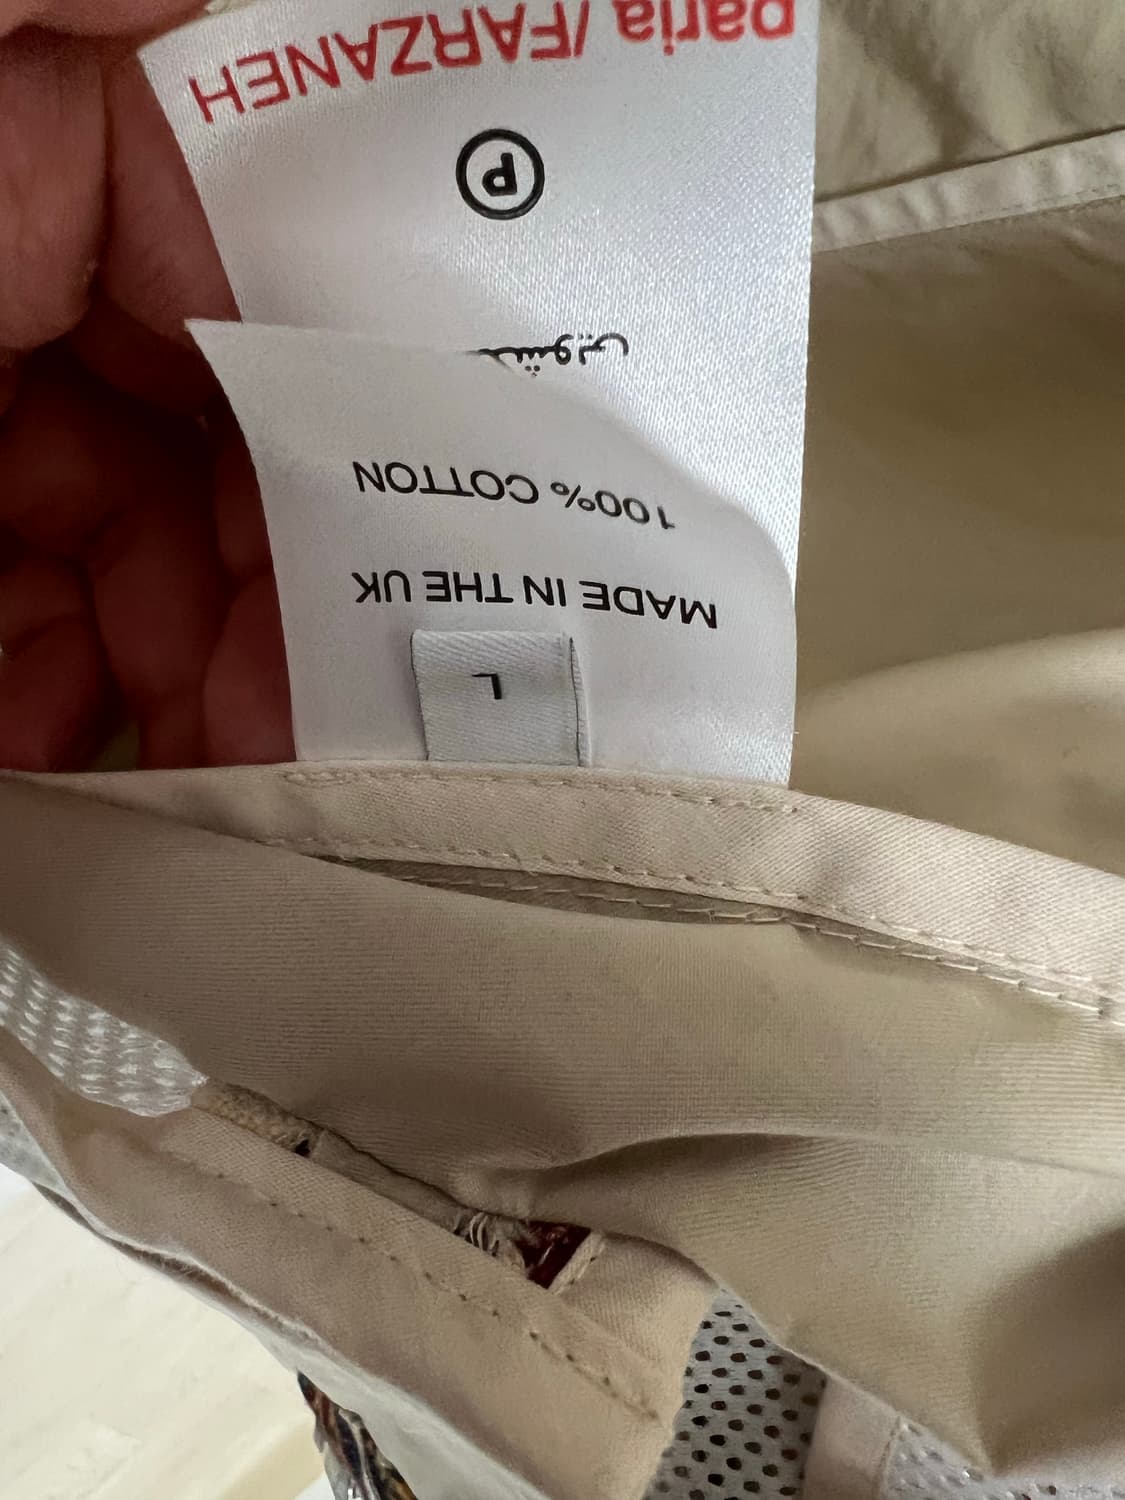 paria /FARZANEH
P
100% COTTON
MADE IN THE UK
L